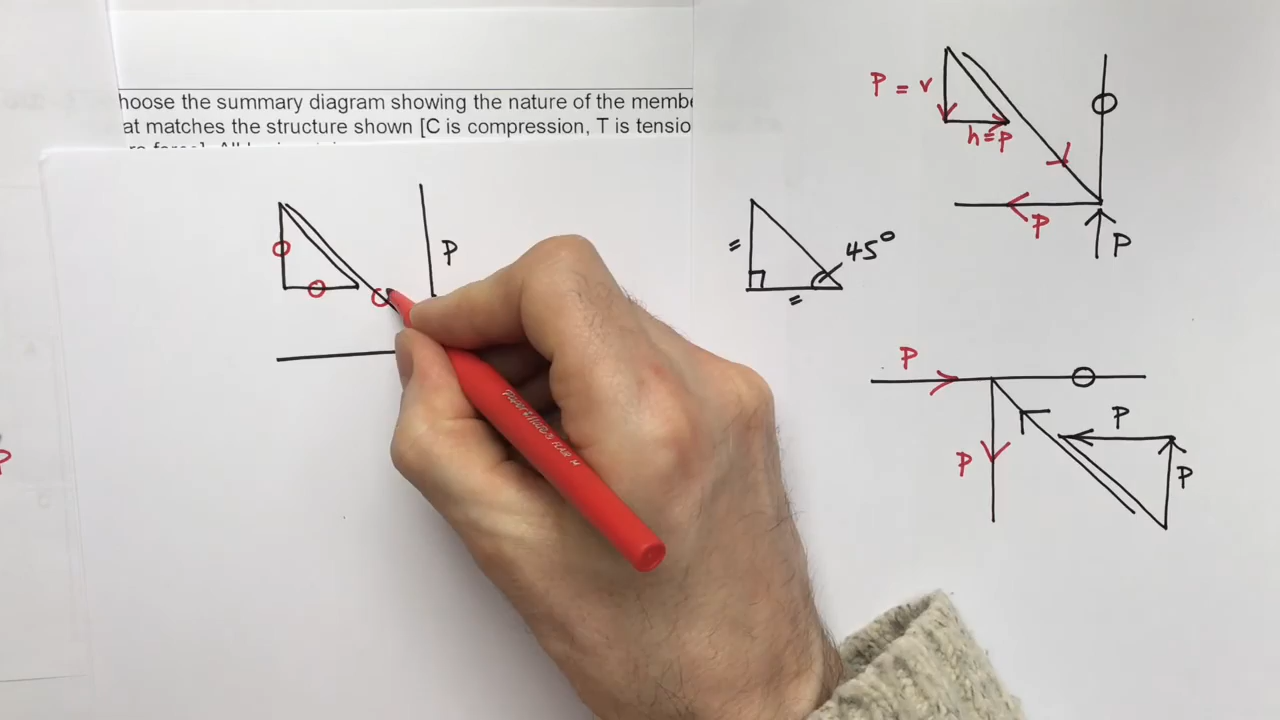 hoose the summary diagram showing the nature of the membe
at matches the structure shown [C is compression, T is tensio
P
P = v
h=p
P
P
=
=
45°
P
P
P
P
P